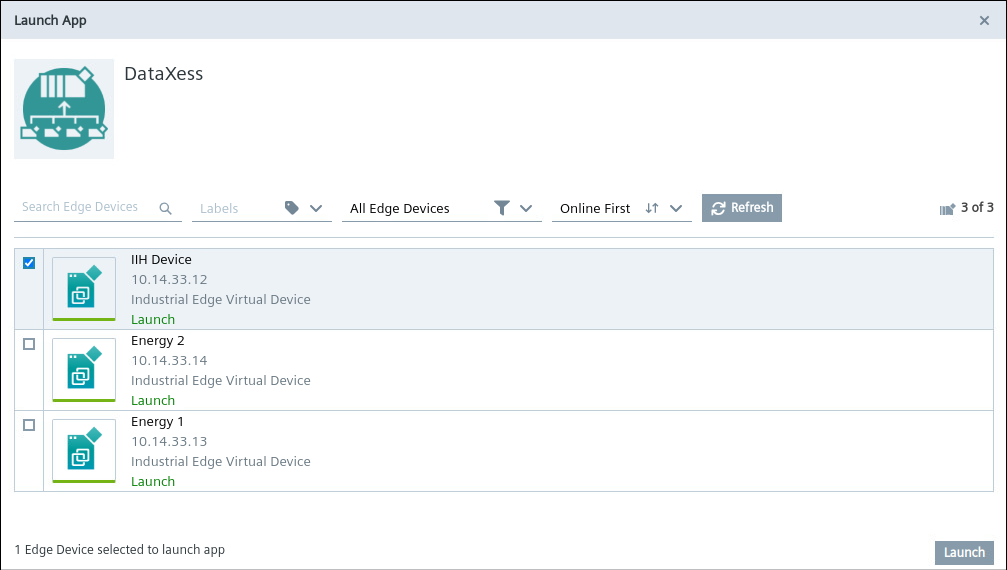 Launch App
DataXess
Search Edge Devices
Labels
All Edge Devices
Online First
Refresh
3 of 3
IIH Device
10.14.33.12
Industrial Edge Virtual Device
Launch
Energy 2
10.14.33.14
Industrial Edge Virtual Device
Launch
Energy 1
10.14.33.13
Industrial Edge Virtual Device
Launch
1 Edge Device selected to launch app
Launch